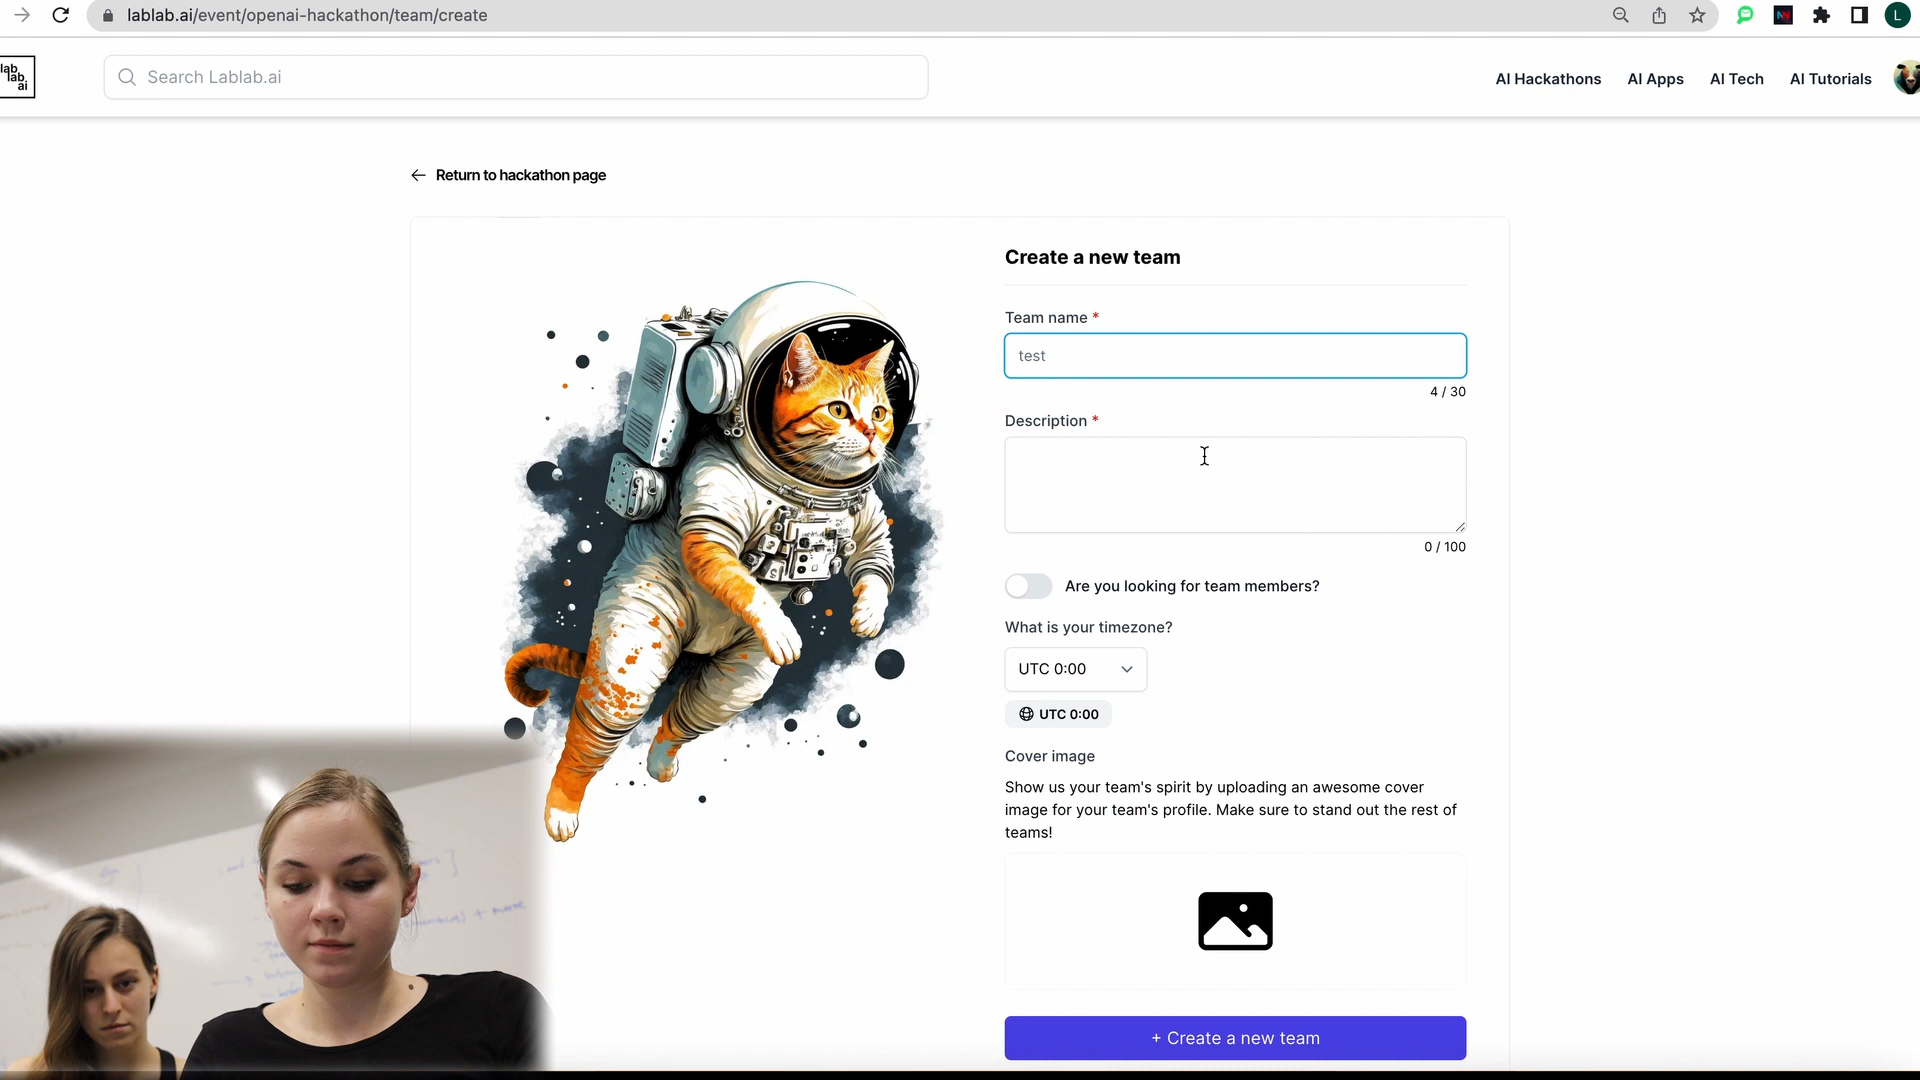 lablab.ai/event/openai-hackathon/team/create
L
lab
lab
ai
Search Lablab.ai
AI Hackathons
AI Apps
AI Tech
AI Tutorials
← Return to hackathon page
Create a new team
Team name *
test
4 / 30
Description *
0 / 100
Are you looking for team members?
What is your timezone?
UTC 0:00
UTC 0:00
Cover image
Show us your team's spirit by uploading an awesome cover
image for your team's profile. Make sure to stand out the rest of
teams!
+ Create a new team